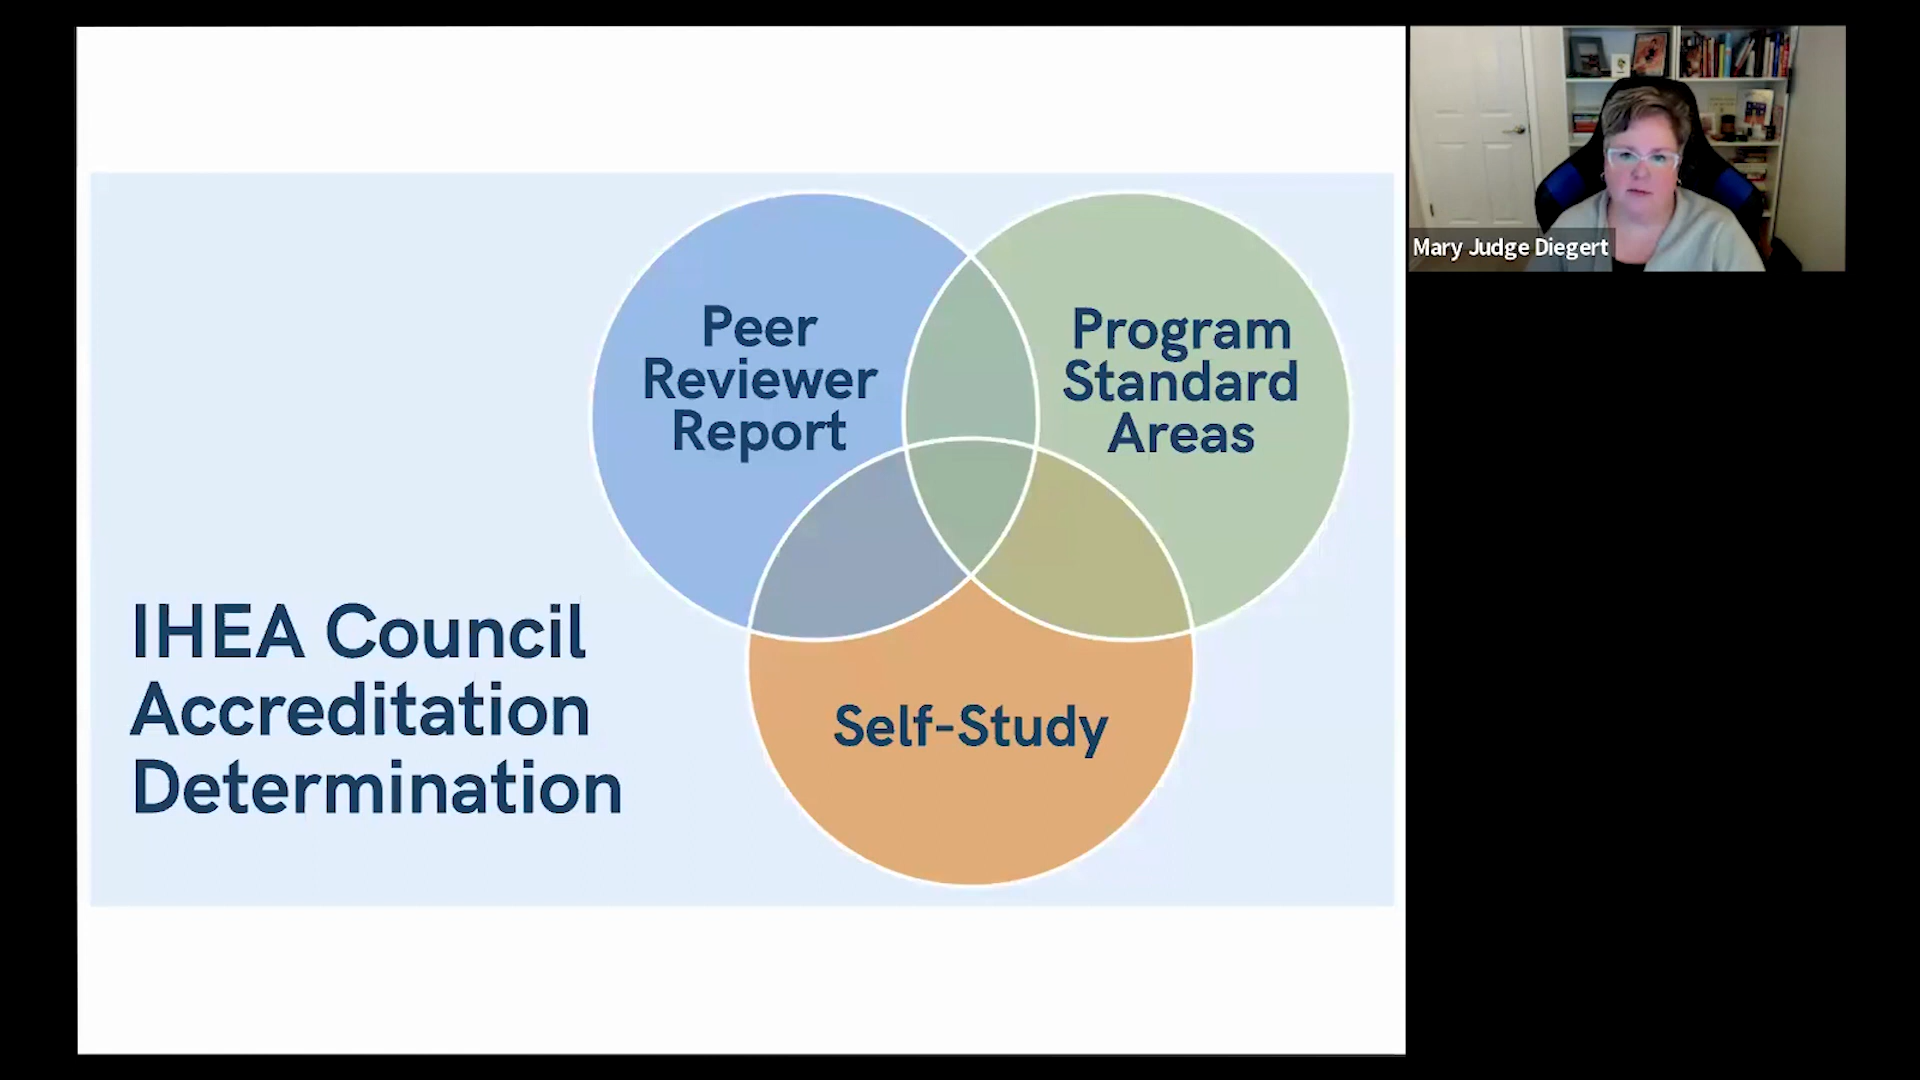 Peer
Reviewer
Report
Program
Standard
Areas
Self-Study
IHEA Council
Accreditation
Determination
Mary Judge Diegert